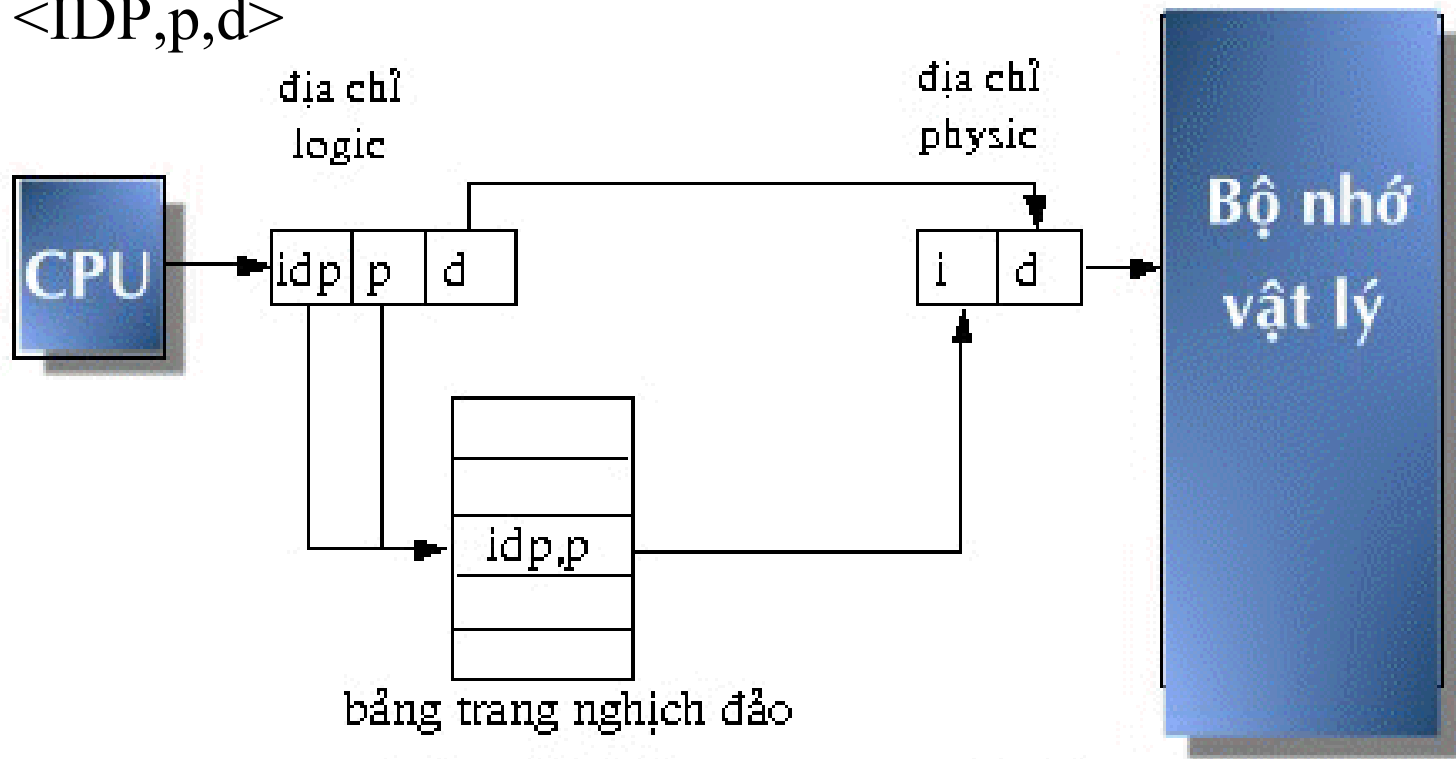 <IDP,p,d>
địa chỉ
logic
địa chỉ
physic
CPU
idp p d
i d
Bộ nhớ
vật lý
idp,p
bảng trang nghịch đảo